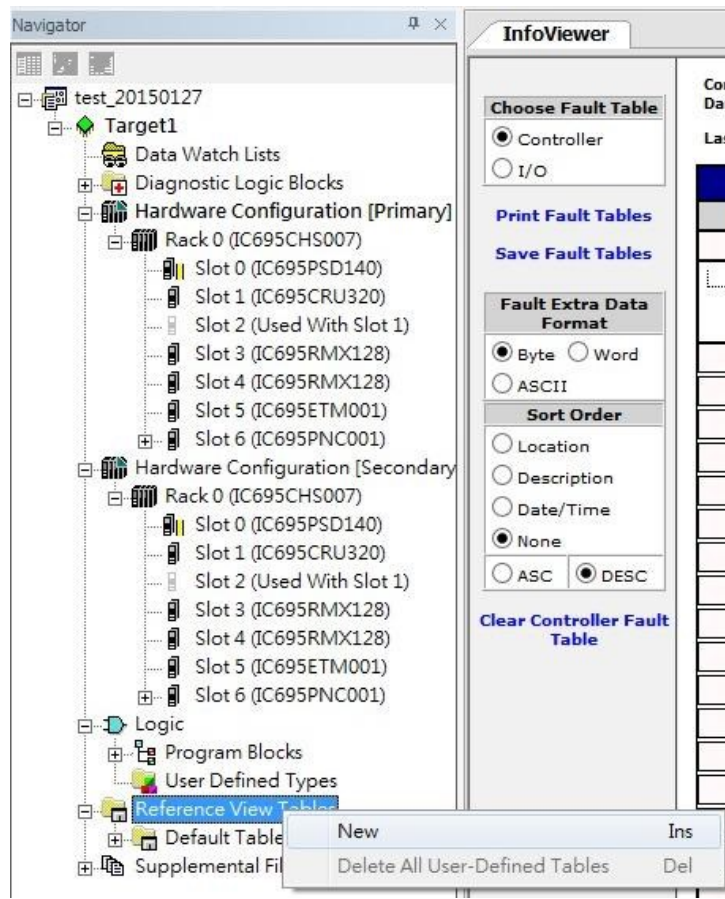 Navigator
test_20150127
Target1
Data Watch Lists
Diagnostic Logic Blocks
Hardware Configuration [Primary]
Rack 0 (IC695CHS007)
Slot 0 (IC695PSD140)
Slot 1 (IC695CRU320)
Slot 2 (Used With Slot 1)
Slot 3 (IC695RMX128)
Slot 4 (IC695RMX128)
Slot 5 (IC695ETM001)
Slot 6 (IC695PNC001)
Hardware Configuration [Secondary
Rack 0 (IC695CHS007)
Slot 0 (IC695PSD140)
Slot 1 (IC695CRU320)
Slot 2 (Used With Slot 1)
Slot 3 (IC695RMX128)
Slot 4 (IC695RMX128)
Slot 5 (IC695ETM001)
Slot 6 (IC695PNC001)
Logic
Program Blocks
User Defined Types
Reference View Tables
Default Table
Supplemental Fil
New Ins
Delete All User-Defined Tables Del
InfoViewer
Choose Fault Table
Controller
I/O
Print Fault Tables
Save Fault Tables
Fault Extra Data
Format
Byte Word
ASCII
Sort Order
Location
Description
Date/Time
None
ASC DESC
Clear Controller Fault
Table
Co
Da
Las